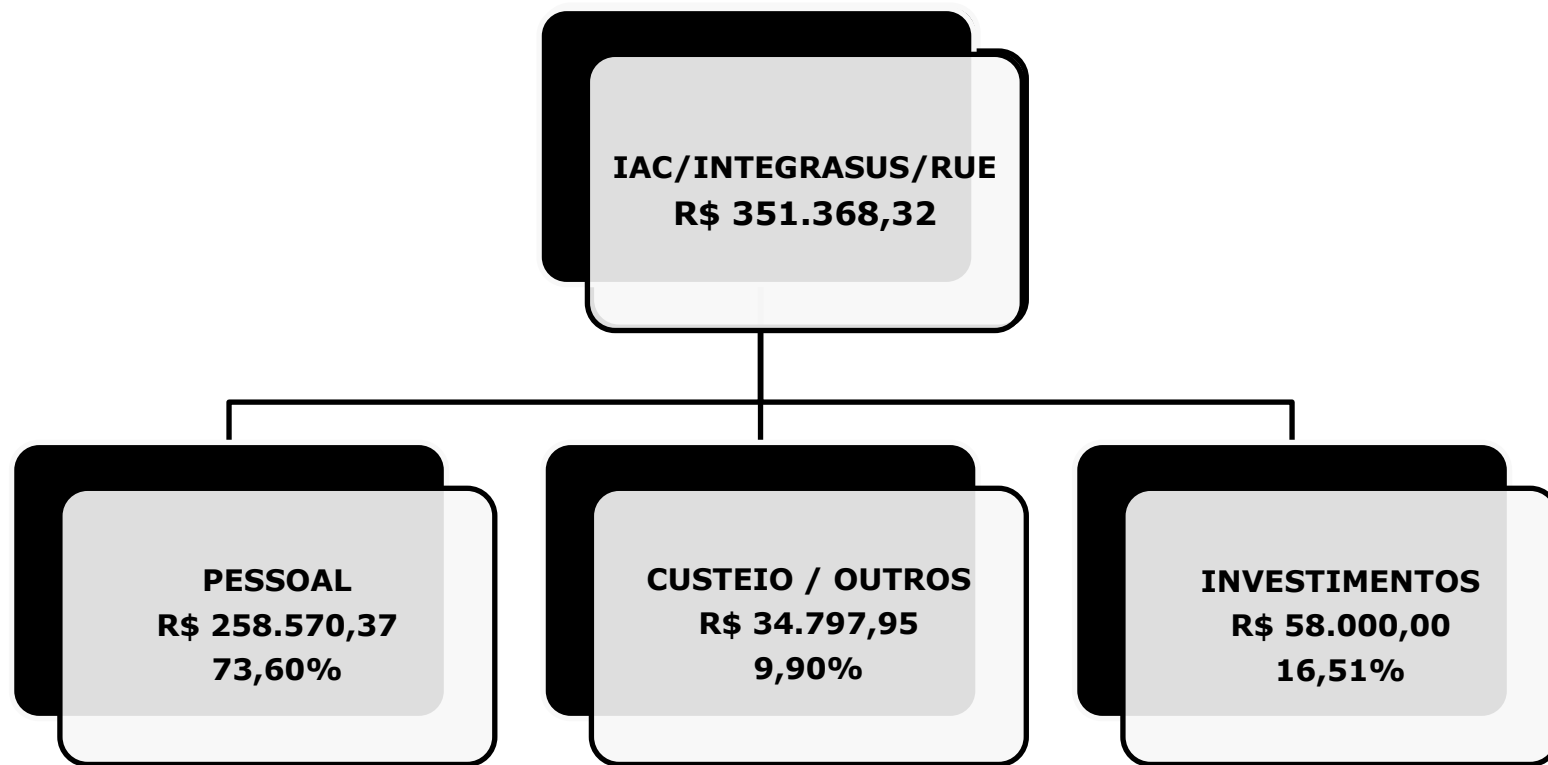 IAC/INTEGRASUS/RUE
R$ 351.368,32
PESSOAL
R$ 258.570,37
73,60%
CUSTEIO / OUTROS
R$ 34.797,95
9,90%
INVESTIMENTOS
R$ 58.000,00
16,51%